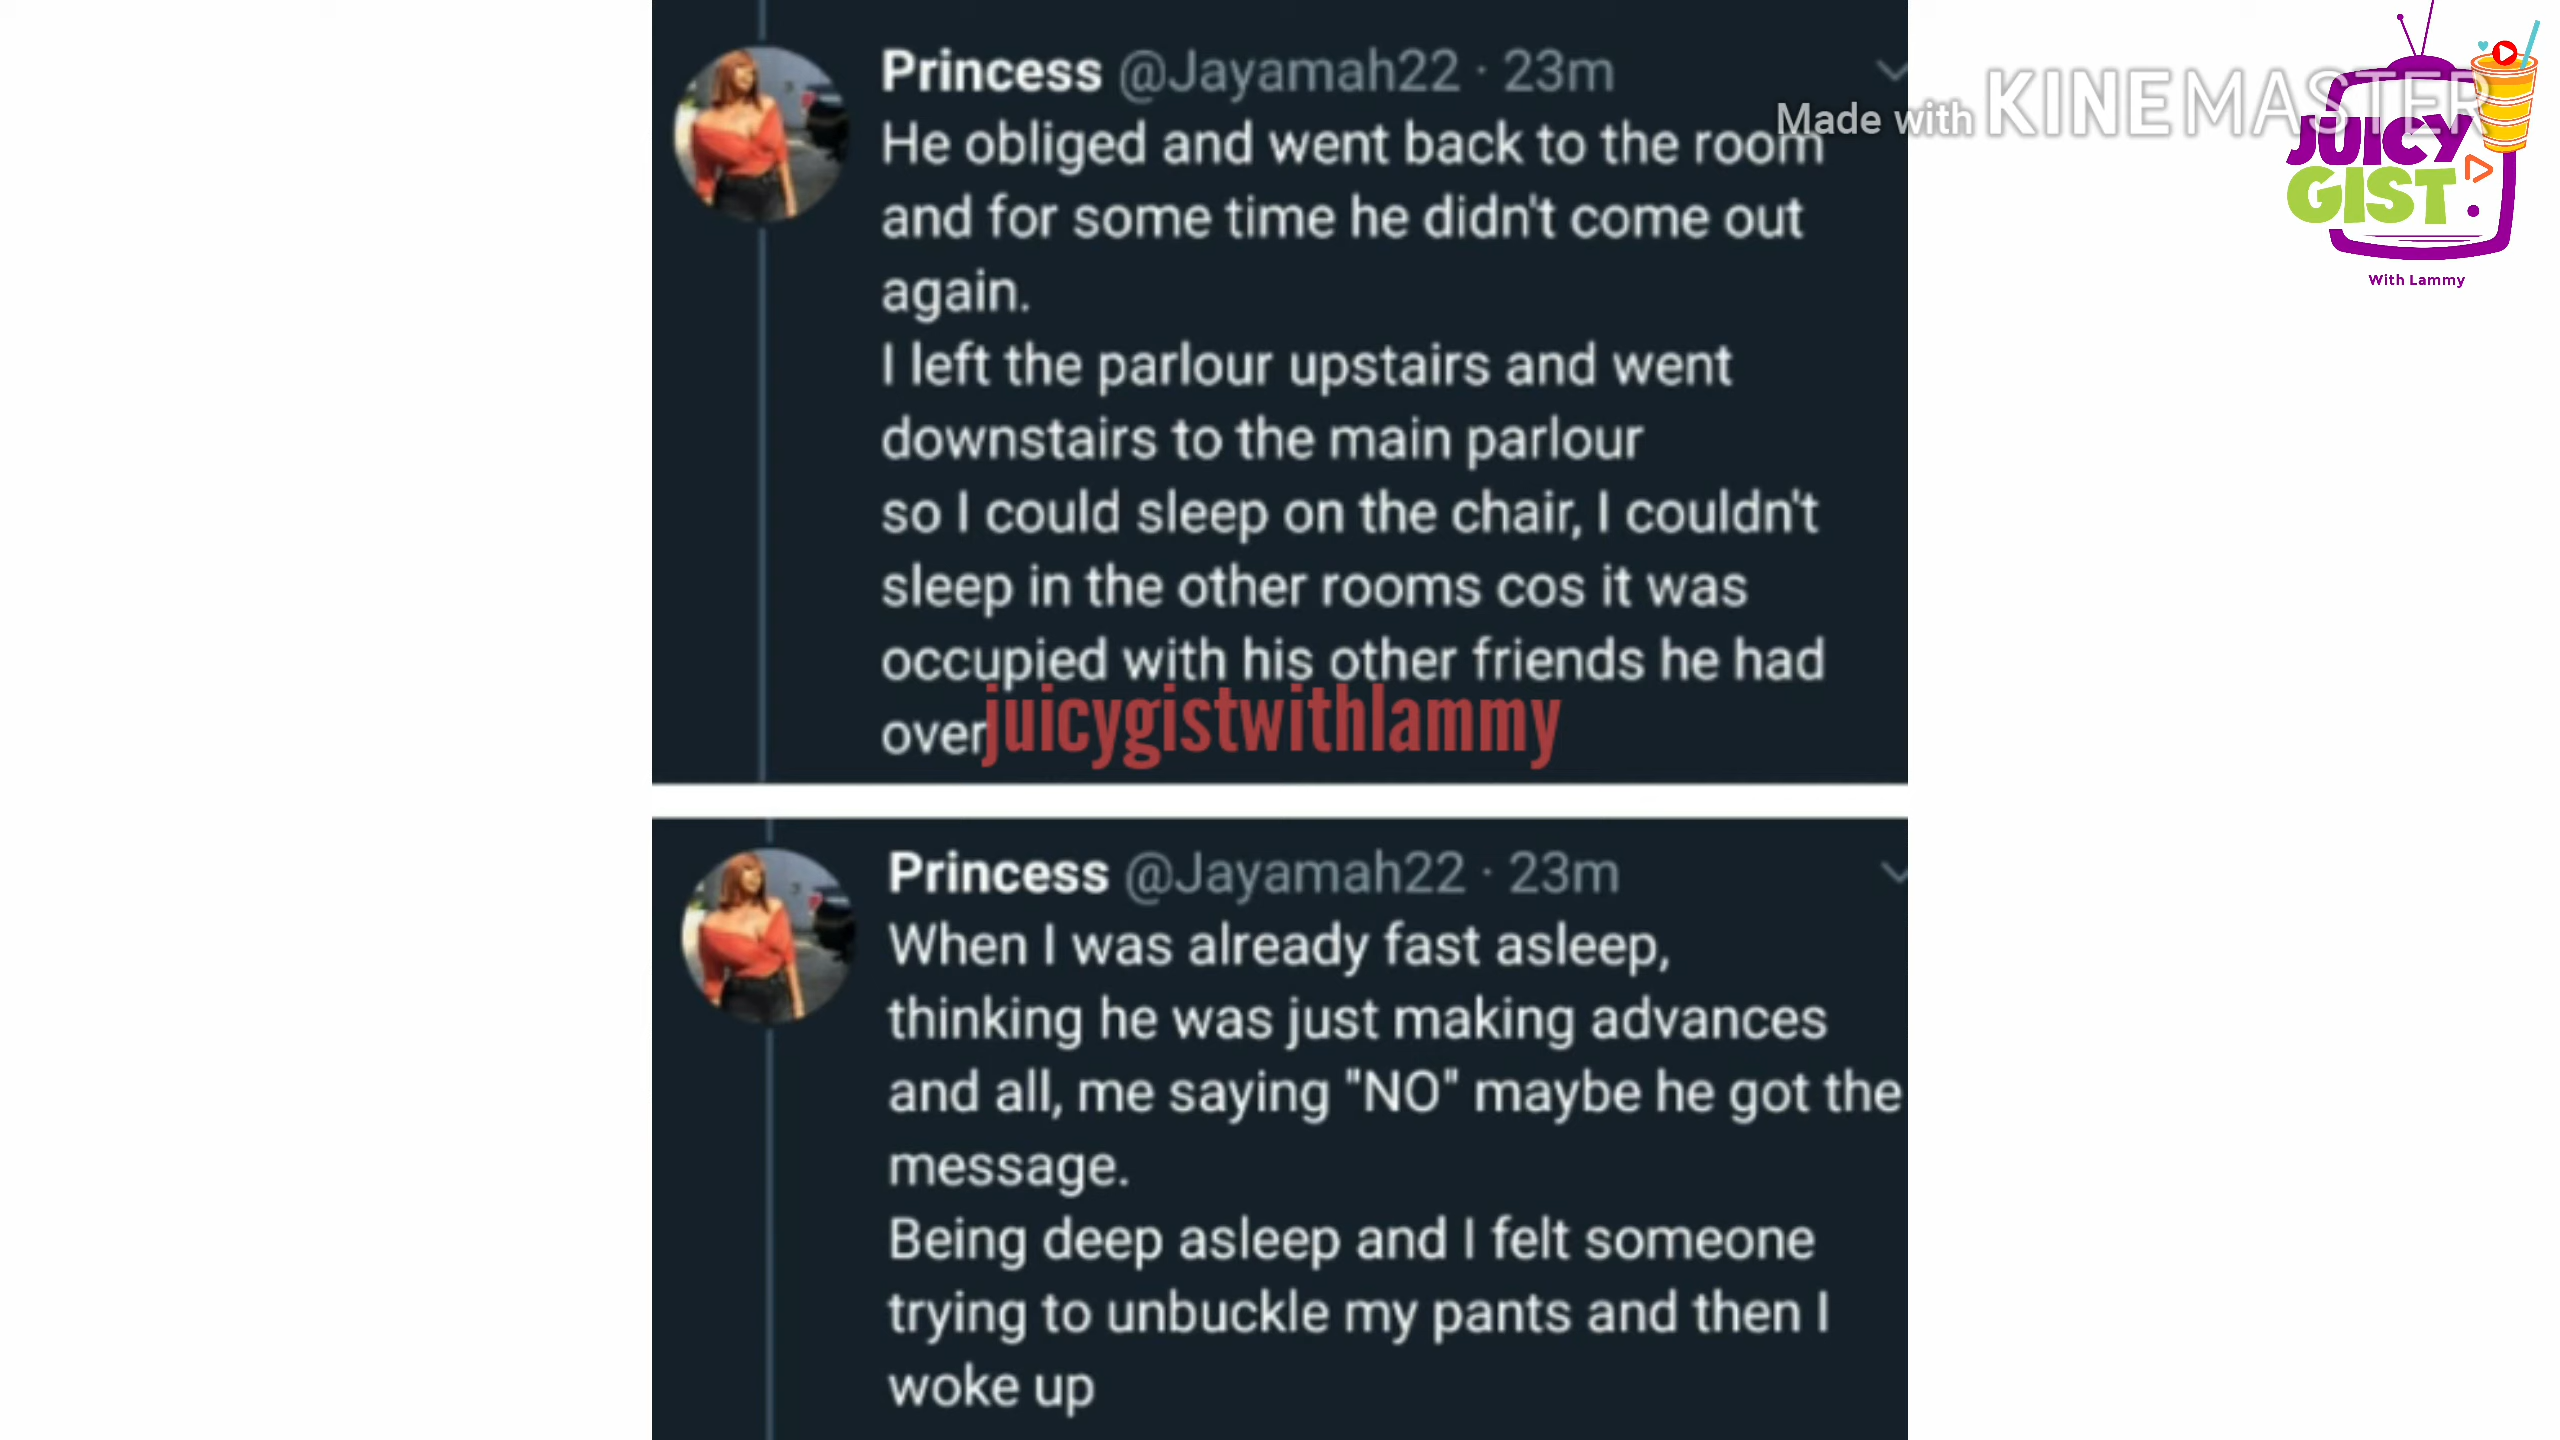 Princess @Jayamah22 · 23m
He obliged and went back to the room
and for some time he didn't come out
again.
I left the parlour upstairs and went
downstairs to the main parlour
so I could sleep on the chair, I couldn't
sleep in the other rooms cos it was
occupied with his other friends he had
over
juicygistwithlammy
Princess @Jayamah22 · 23m
When I was already fast asleep,
thinking he was just making advances
and all, me saying "NO" maybe he got the
message.
Being deep asleep and I felt someone
trying to unbuckle my pants and then I
woke up
Made with KINEMASTER
JUICY
GIST.
With Lammy